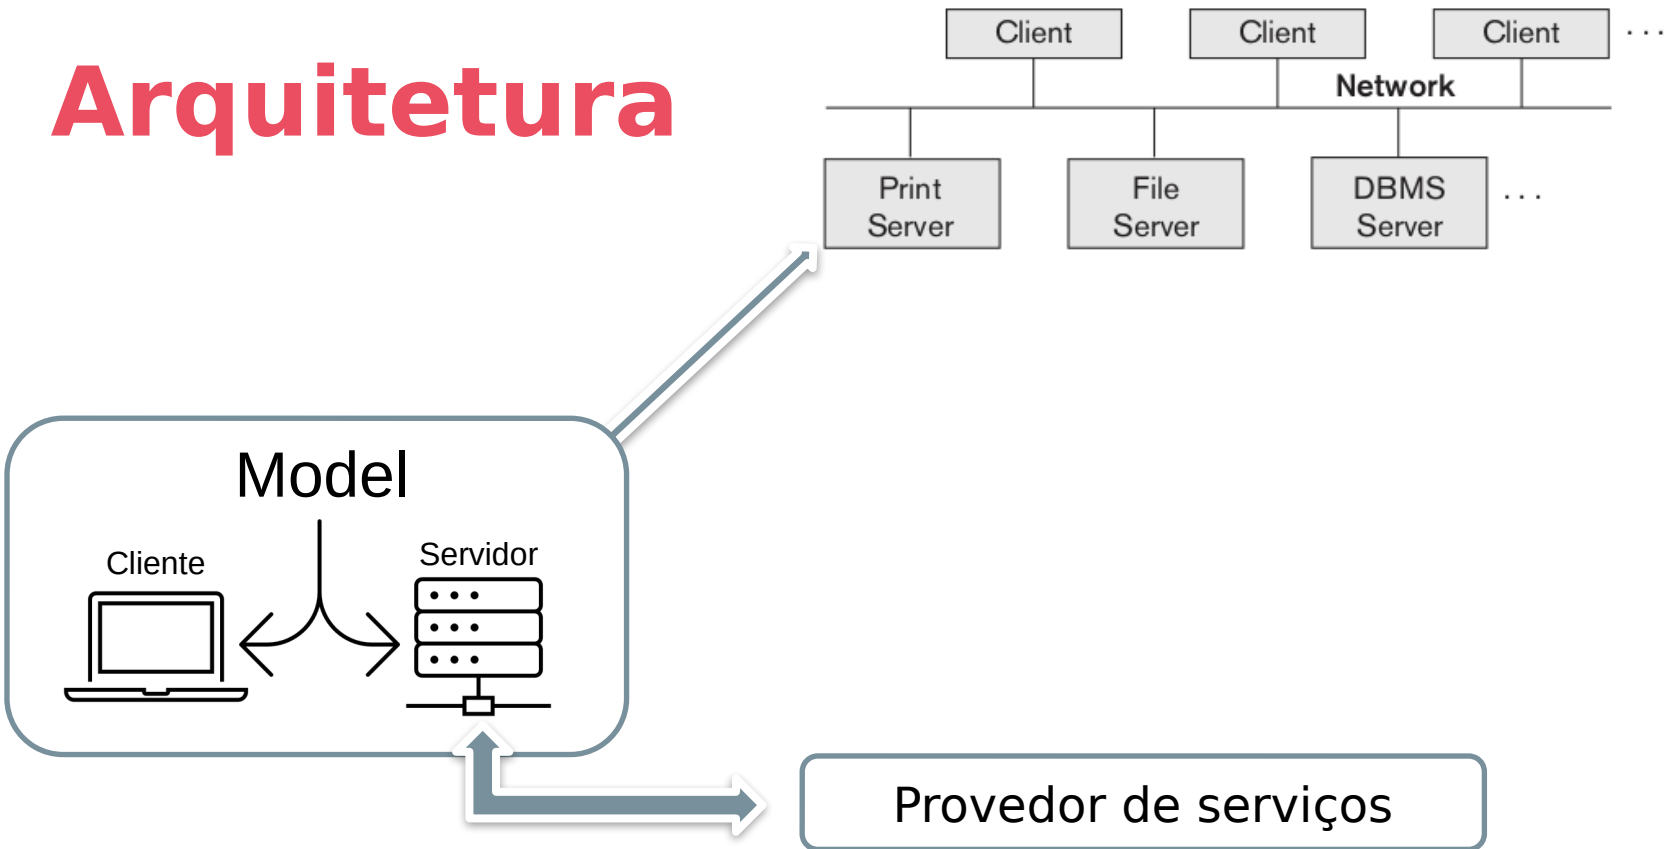 Arquitetura
Client
Client
Client
. . .
Network
Print
Server
File
Server
DBMS
Server
. . .
Model
Cliente
Servidor
Provedor de serviços